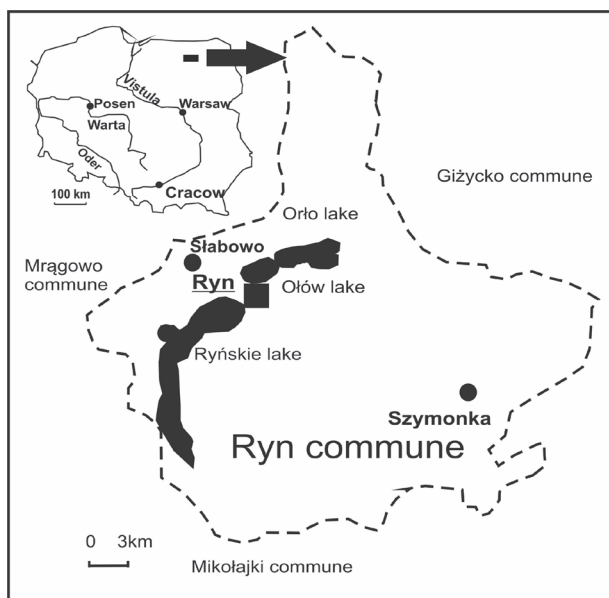 Vistula
Posen
Warsaw
Warta
Oder
Cracow
100 km
Giżycko commune
Orło lake
Słabowo
Mrągowo
commune
Ryn
Ołów lake
Ryńskie lake
Szymonka
Ryn commune
0 3km
Mikołajki commune